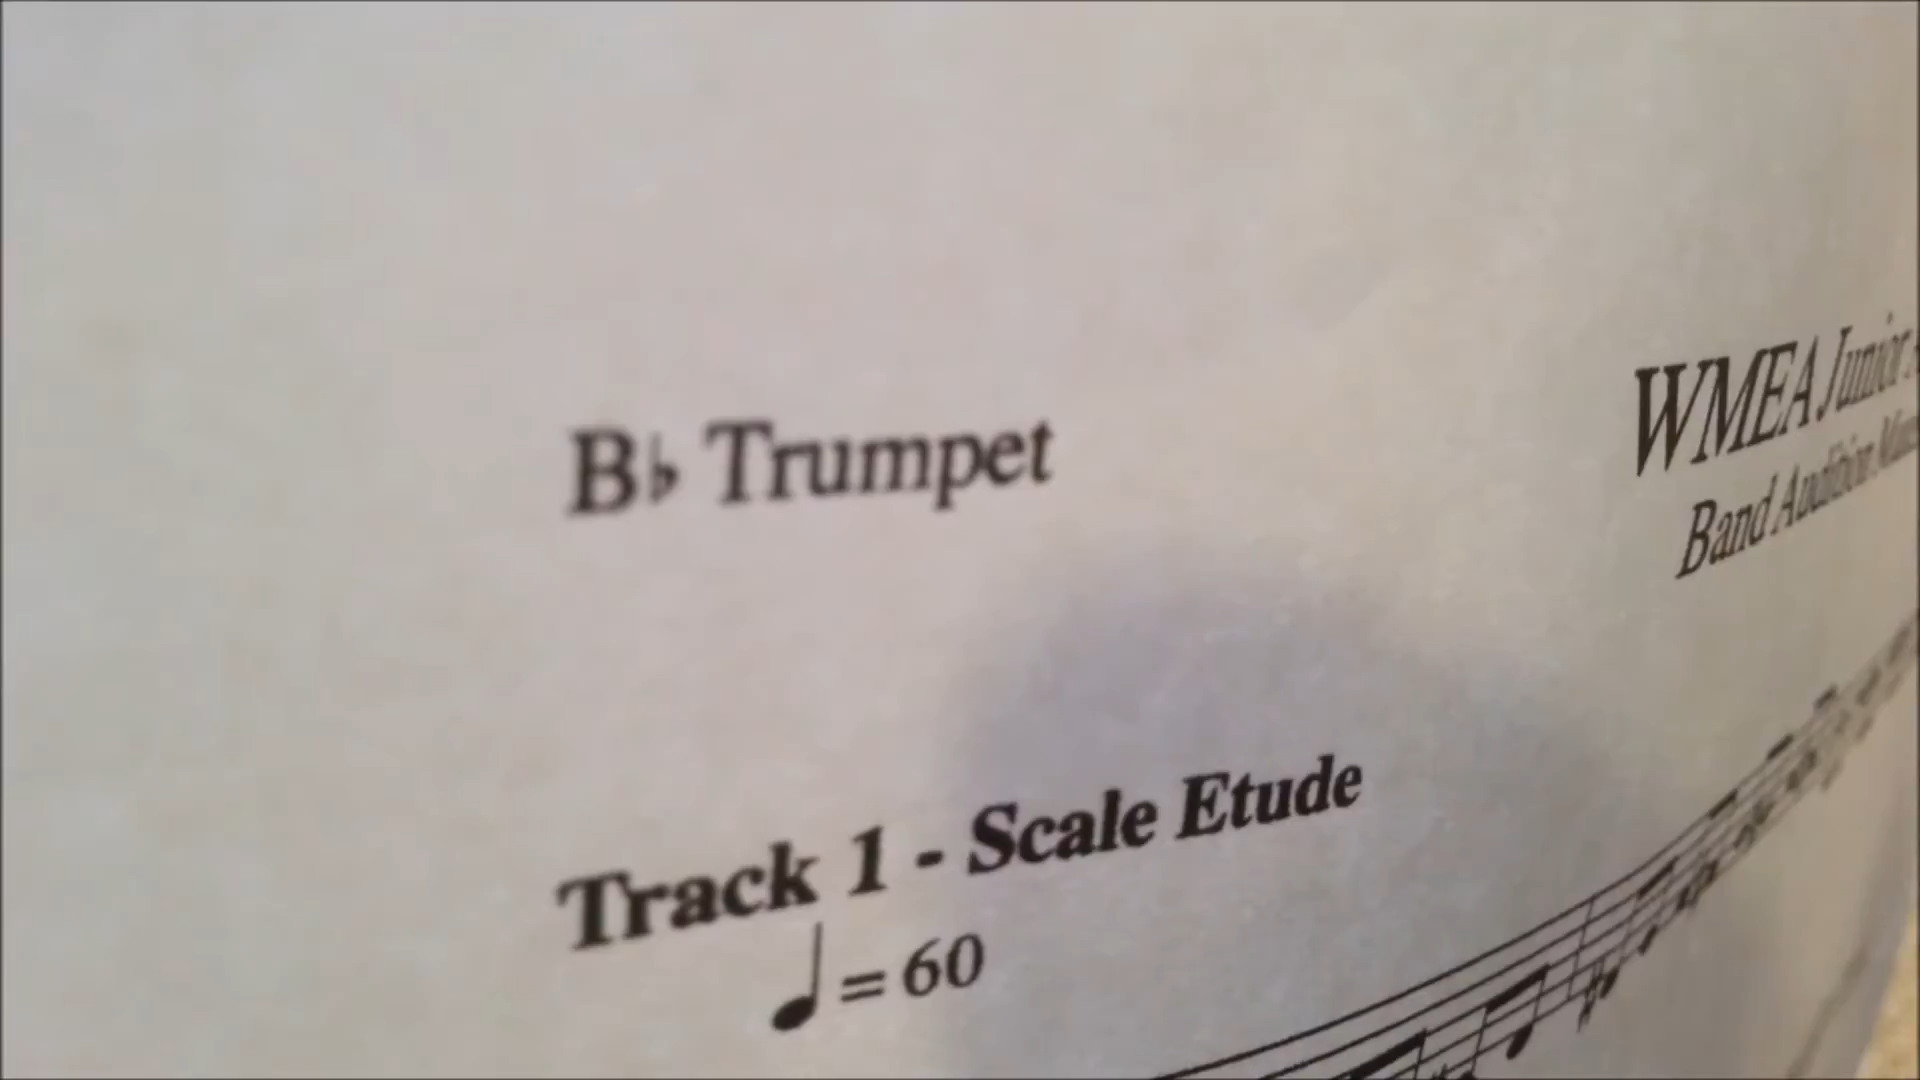 B♭ Trumpet
WMEA Junior
Band Audition
Track 1 - Scale Etude
♩ = 60